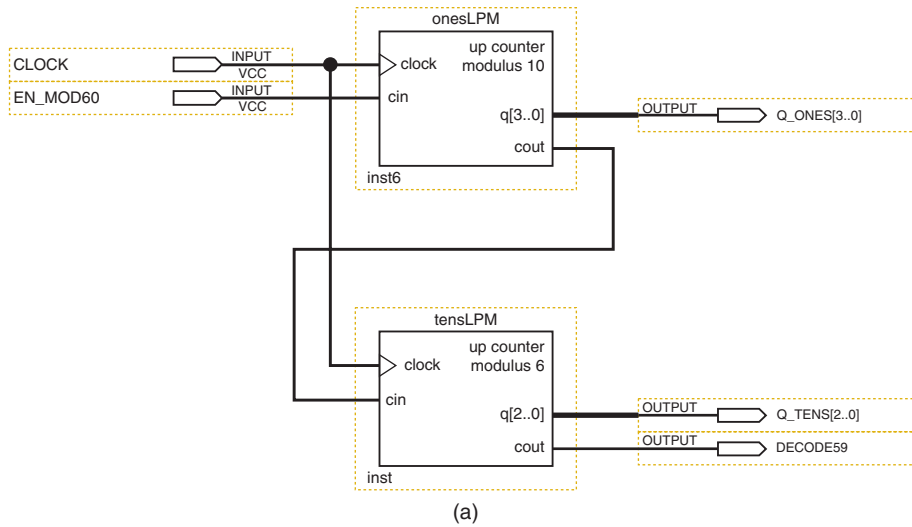 onesLPM
CLOCK
INPUT
VCC
EN_MOD60
INPUT
VCC
clock
up counter
modulus 10
cin
q[3..0]
cout
inst6
OUTPUT
Q_ONES[3..0]
tensLPM
clock
up counter
modulus 6
cin
q[2..0]
cout
inst
OUTPUT
Q_TENS[2..0]
OUTPUT
DECODE59
(a)